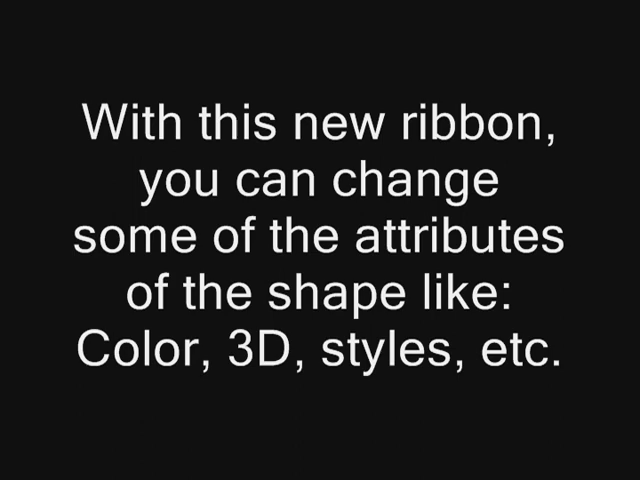 With this new ribbon,
you can change
some of the attributes
of the shape like:
Color, 3D, styles, etc.